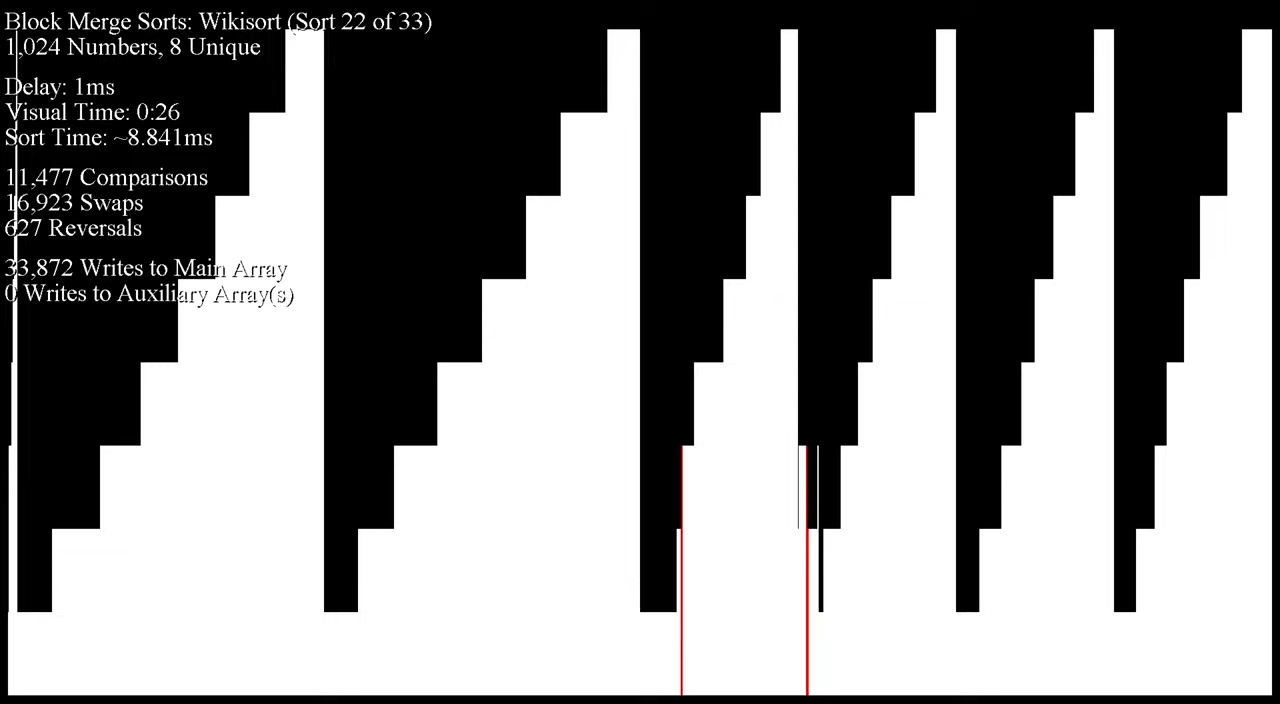 Block Merge Sorts: Wikisort (Sort 22 of 33)
1,024 Numbers, 8 Unique
Delay: 1ms
Visual Time: 0:26
Sort Time: ~8.841ms
11,477 Comparisons
16,923 Swaps
627 Reversals
33,872 Writes to Main Array
0 Writes to Auxiliary Array(s)